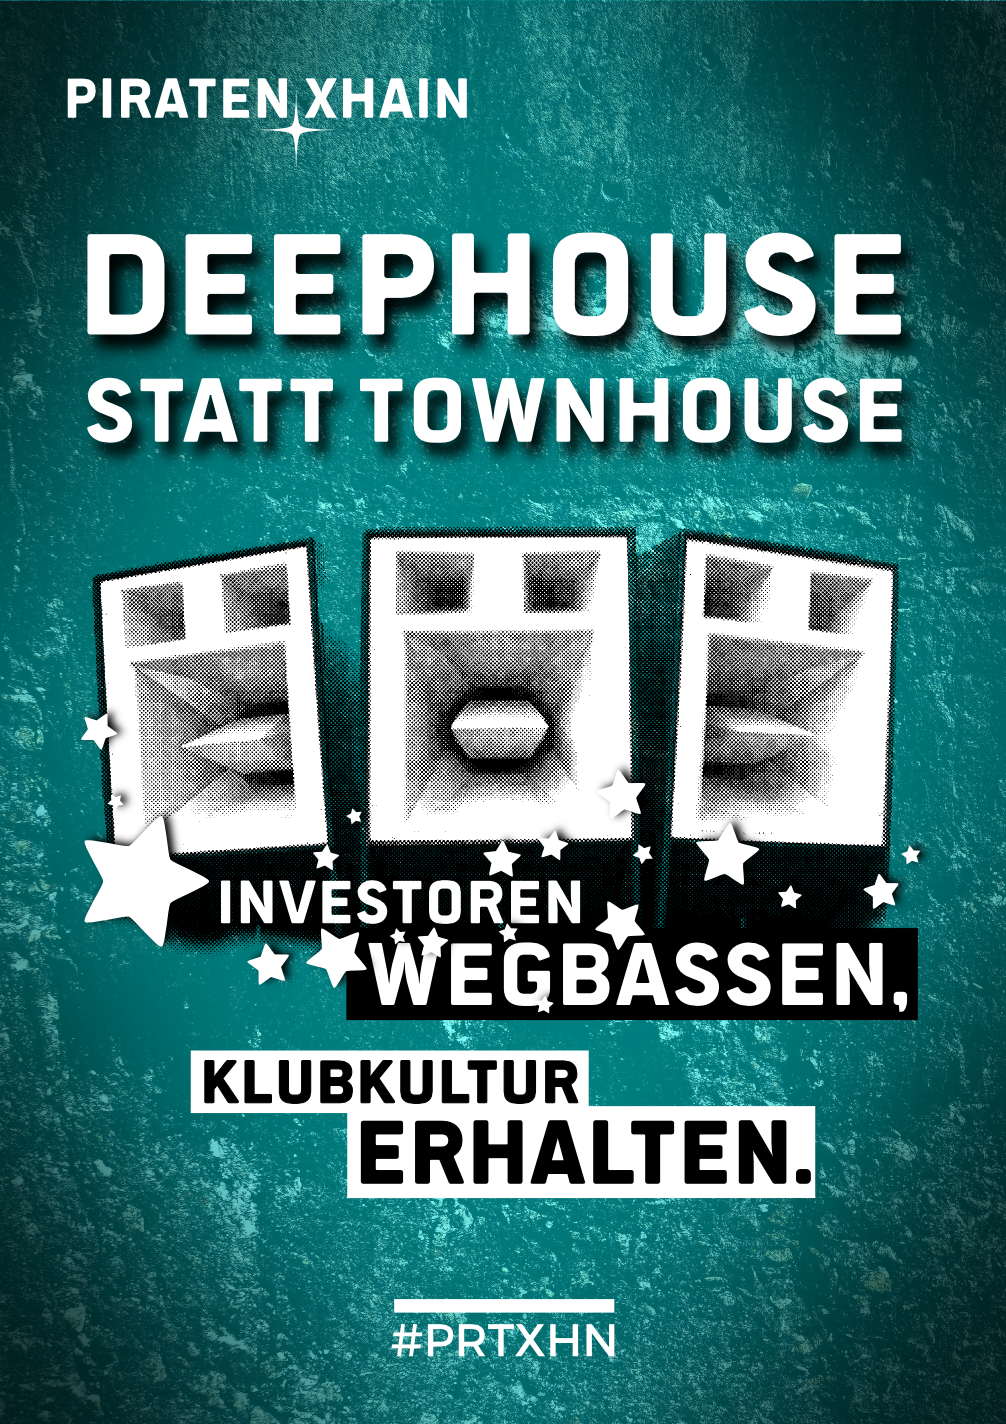 PIRATEN XHAIN
DEEPHOUSE
STATT TOWNHOUSE
INVESTOREN
WEGBASSEN,
KLUBKULTUR
ERHALTEN.
#PRTXHN